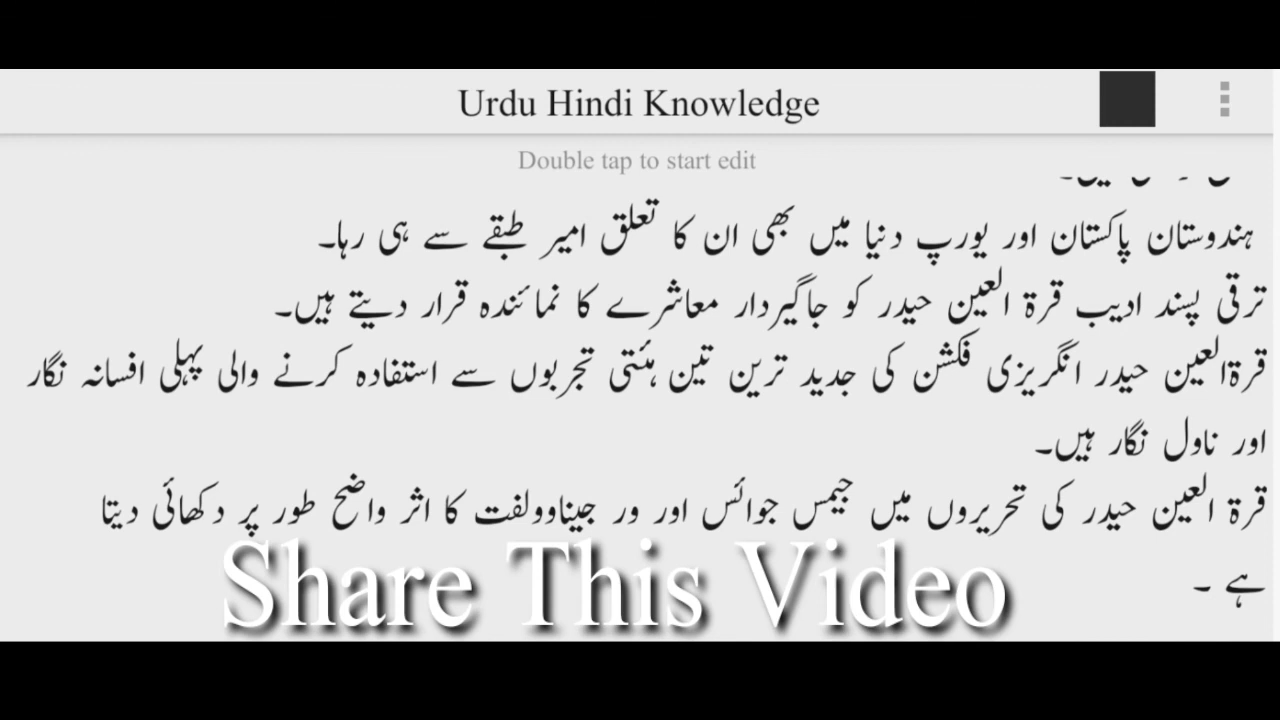 Urdu Hindi Knowledge
Double tap to start edit
ہندوستان پاکستان اور یورپ دنیا میں بھی ان کا تعلق امیر طبقے سے ہی رہا۔
ترقی پسند ادیب قرۃ العین حیدر کو جاگیردار معاشرے کا نمائندہ قرار دیتے ہیں۔
قرۃالعین حیدر انگریزی فکشن کی جدید ترین تین ہئتی تجربوں سے استفادہ کرنے والی پہلی افسانہ نگار
اور ناول نگار ہیں۔
قرۃ العین حیدر کی تحریروں میں جیمس جوائس اور ور جیناوولفت کا اثر واضح طور پر دکھائی دیتا
ہے ۔
Share This Video